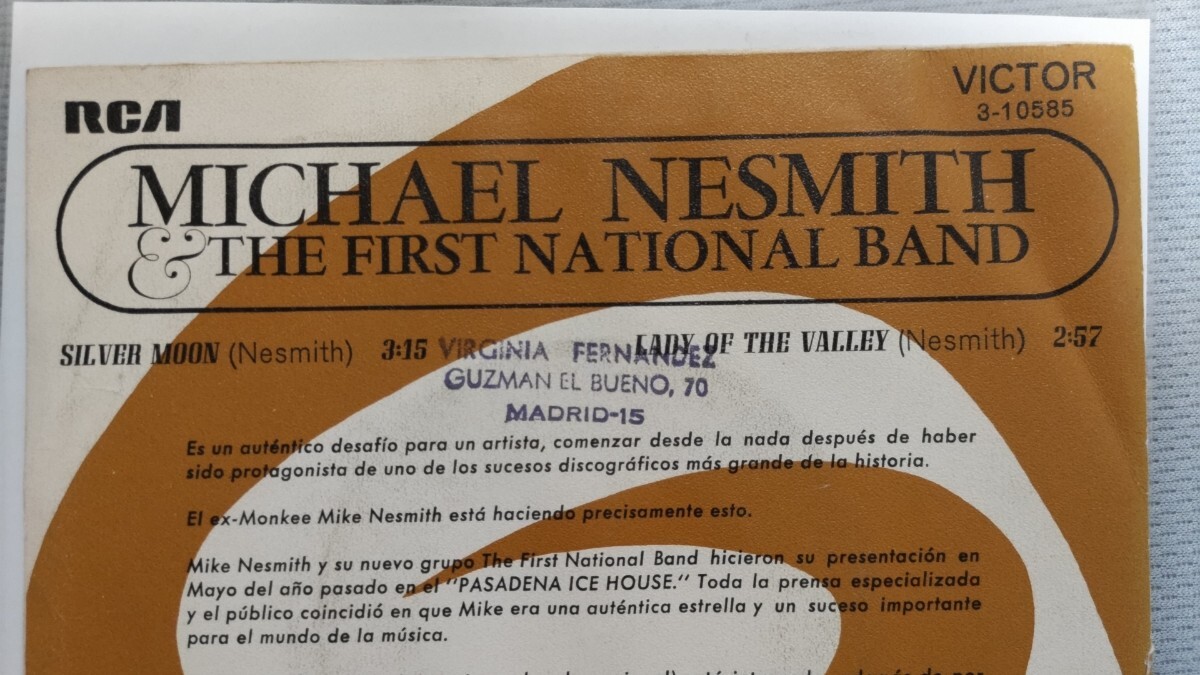 RCA
VICTOR
3-10585
MICHAEL NESMITH
& THE FIRST NATIONAL BAND
SILVER MOON (Nesmith) 3:15
LADY OF THE VALLEY (Nesmith) 2:57
VIRGINIA FERNANDEZ
GUZMAN EL BUENO, 70
MADRID-15
Es un auténtico desafío para un artista, comenzar desde la nada después de haber
sido protagonista de uno de los sucesos discográficos más grande de la historia.
El ex-Monkee Mike Nesmith está haciendo precisamente esto.
Mike Nesmith y su nuevo grupo The First National Band hicieron su presentación en
Mayo del año pasado en el "PASADENA ICE HOUSE." Toda la prensa especializada
y el público coincidió en que Mike era una auténtica estrella y un suceso importante
para el mundo de la música.